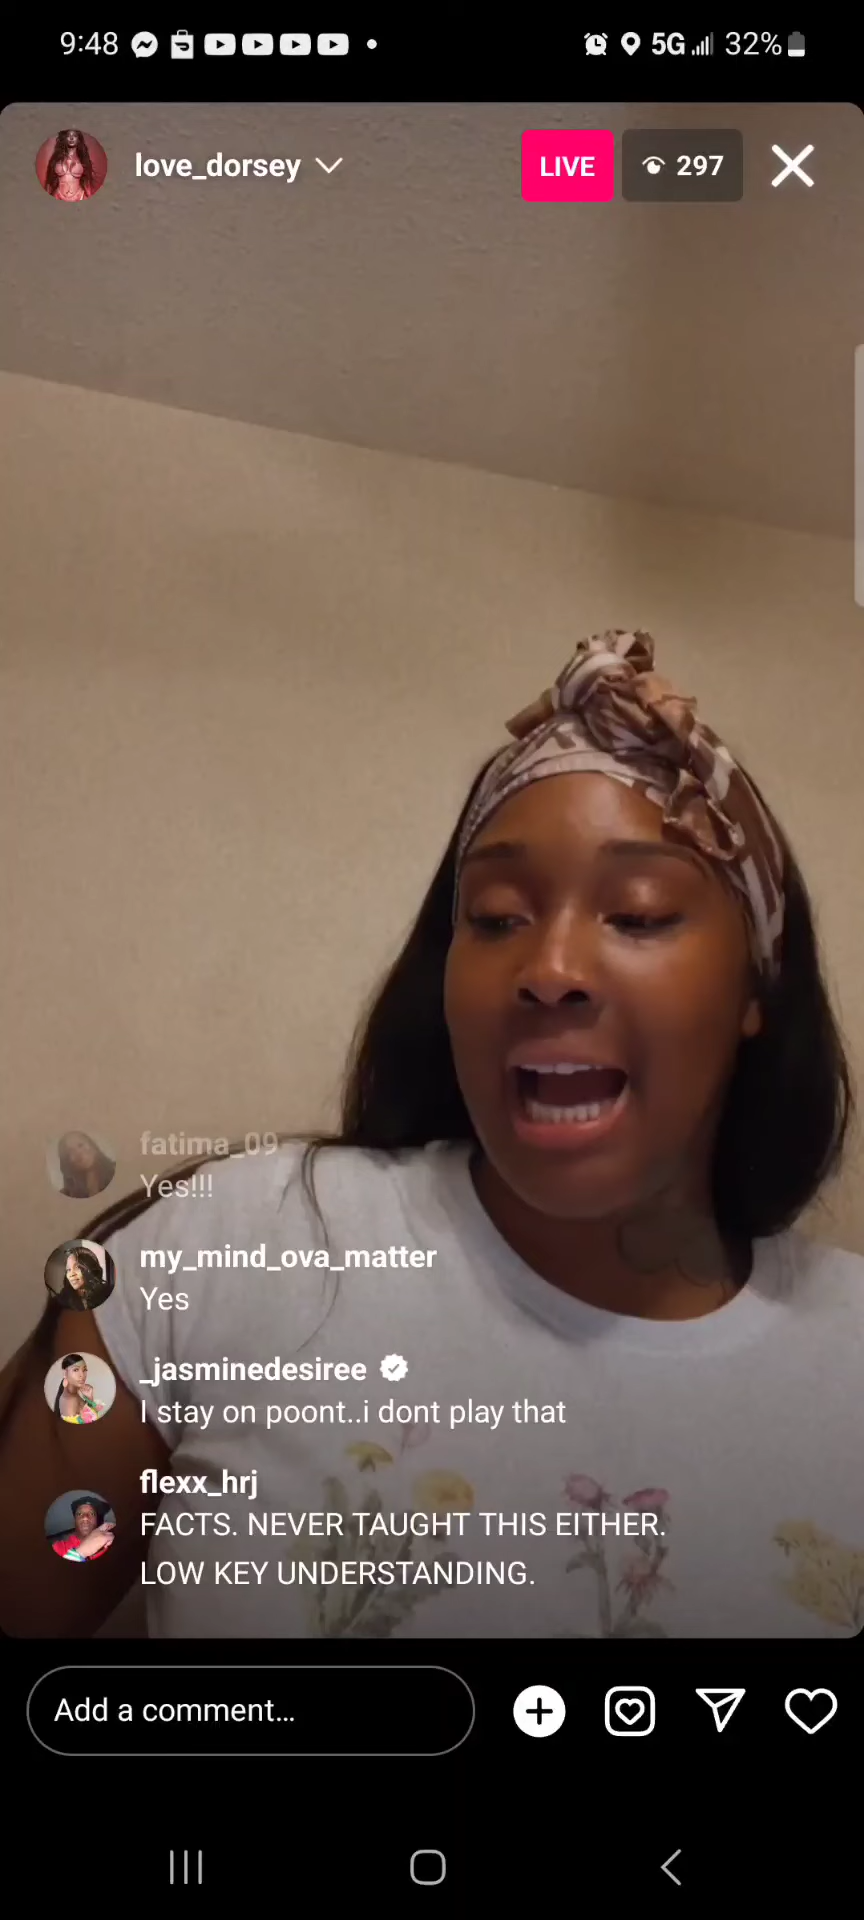 9:48
5G
32%
love_dorsey
LIVE
297
fatima_09
Yes!!!
my_mind_ova_matter
Yes
_jasminedesiree
I stay on poont..i dont play that
flexx_hrj
FACTS. NEVER TAUGHT THIS EITHER.
LOW KEY UNDERSTANDING.
Add a comment...